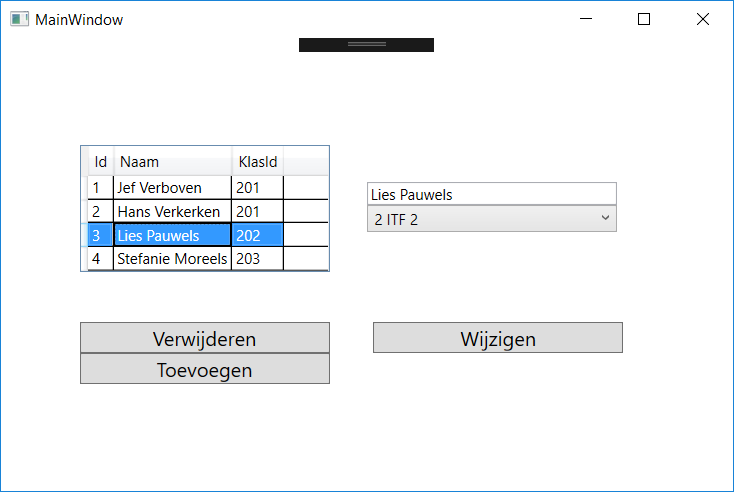 MainWindow
Id Naam KlasId
1 Jef Verboven 201
2 Hans Verkerken 201
3 Lies Pauwels 202
4 Stefanie Moreels 203
Lies Pauwels
2 ITF 2
Verwijderen
Toevoegen
Wijzigen